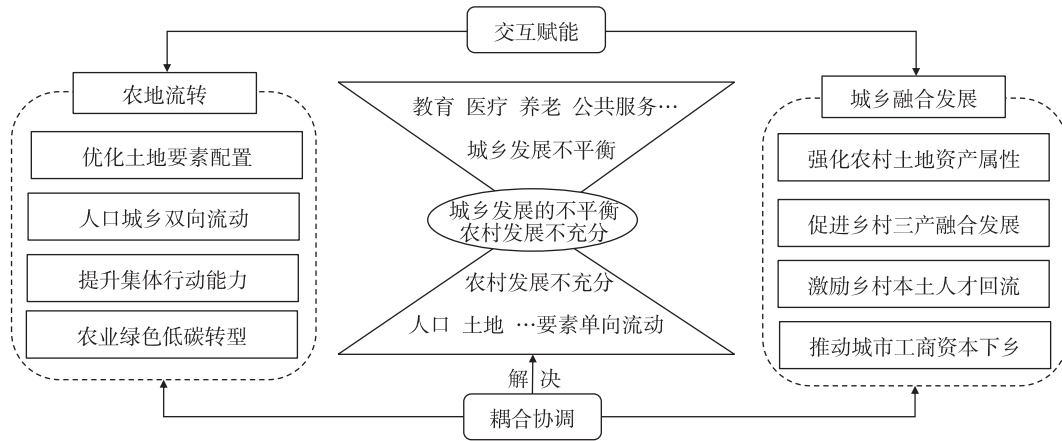 交互赋能
农地流转
优化土地要素配置
人口城乡双向流动
提升集体行动能力
农业绿色低碳转型
教育 医疗 养老 公共服务…
城乡发展不平衡
城乡发展的不平衡
农村发展不充分
农村发展不充分
人口 土地 …要素单向流动
解 决
耦合协调
城乡融合发展
强化农村土地资产属性
促进乡村三产融合发展
激励乡村本土人才回流
推动城市工商资本下乡